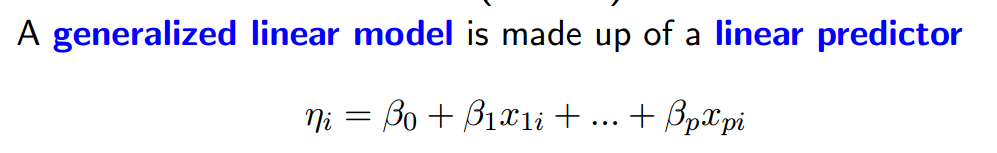 A generalized linear model is made up of a linear predictor
ηᵢ = β₀ + β₁x₁ᵢ + ... + βₚxₚᵢ